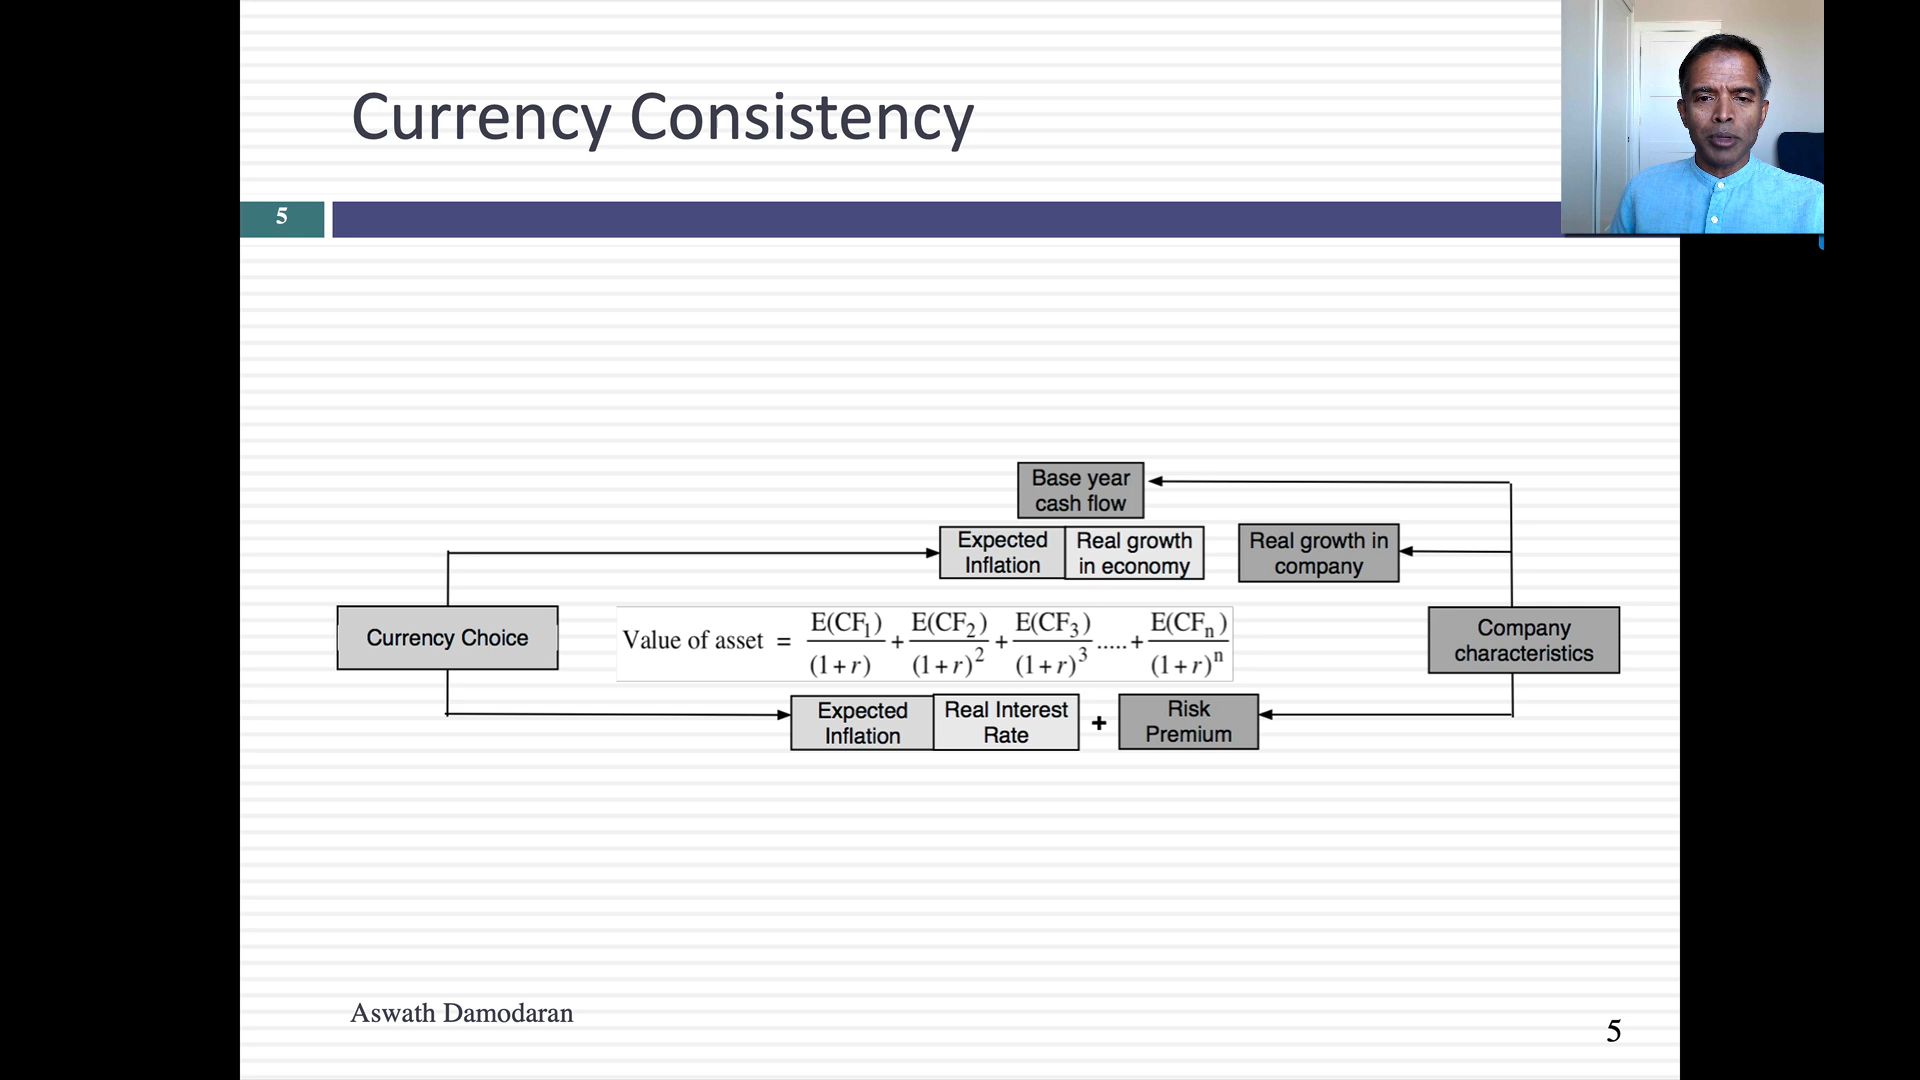 Currency Consistency
5
Base year
cash flow
Expected
Inflation
Real growth
in economy
Real growth in
company
Currency Choice
Value of asset = E(CF₁)/(1+r) + E(CF₂)/(1+r)² + E(CF₃)/(1+r)³ ..... + E(CFₙ)/(1+r)ⁿ
Company
characteristics
Expected
Inflation
Real Interest
Rate
+
Risk
Premium
Aswath Damodaran
5